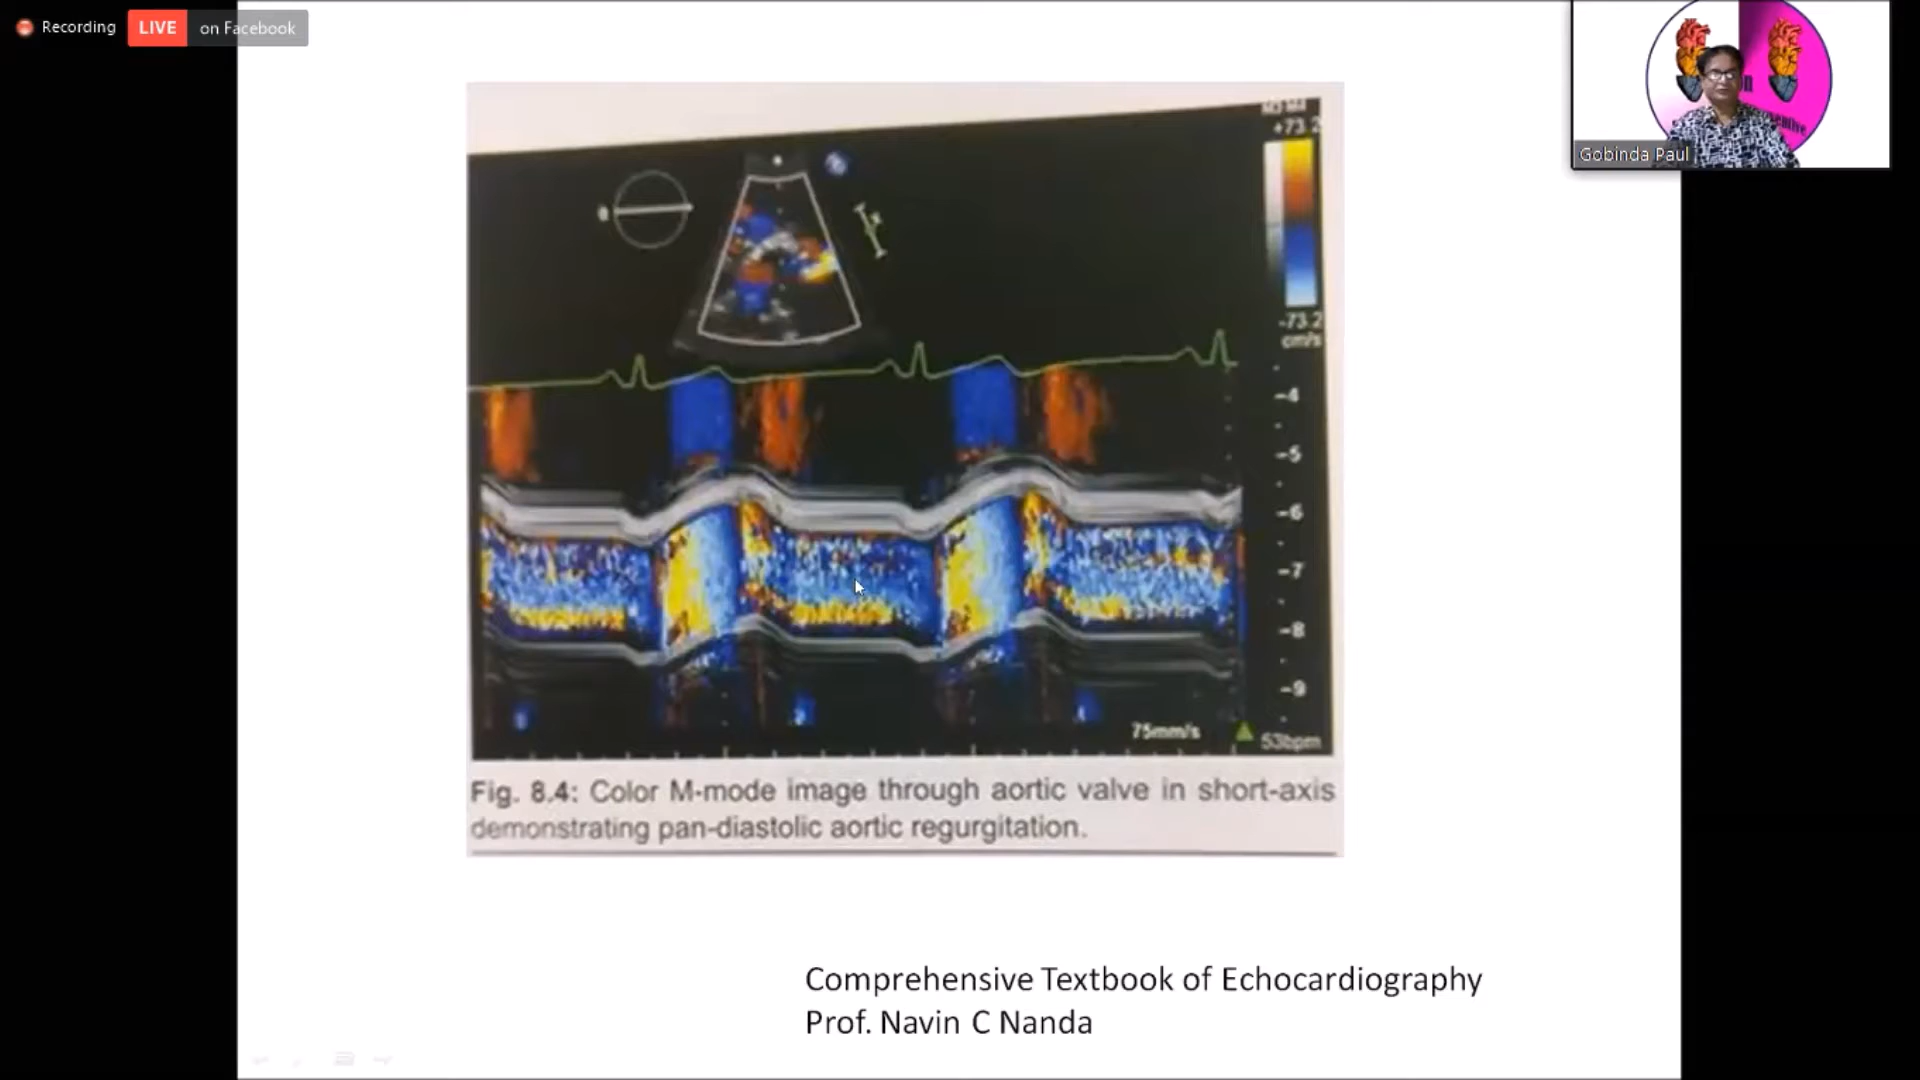 Recording
LIVE on Facebook
Gobinda Paul
+73.2
-73.2
cm/s
-4
-5
-6
-7
-8
-9
75mm/s
53bpm
Fig. 8.4: Color M-mode image through aortic valve in short-axis
demonstrating pan-diastolic aortic regurgitation.
Comprehensive Textbook of Echocardiography
Prof. Navin C Nanda